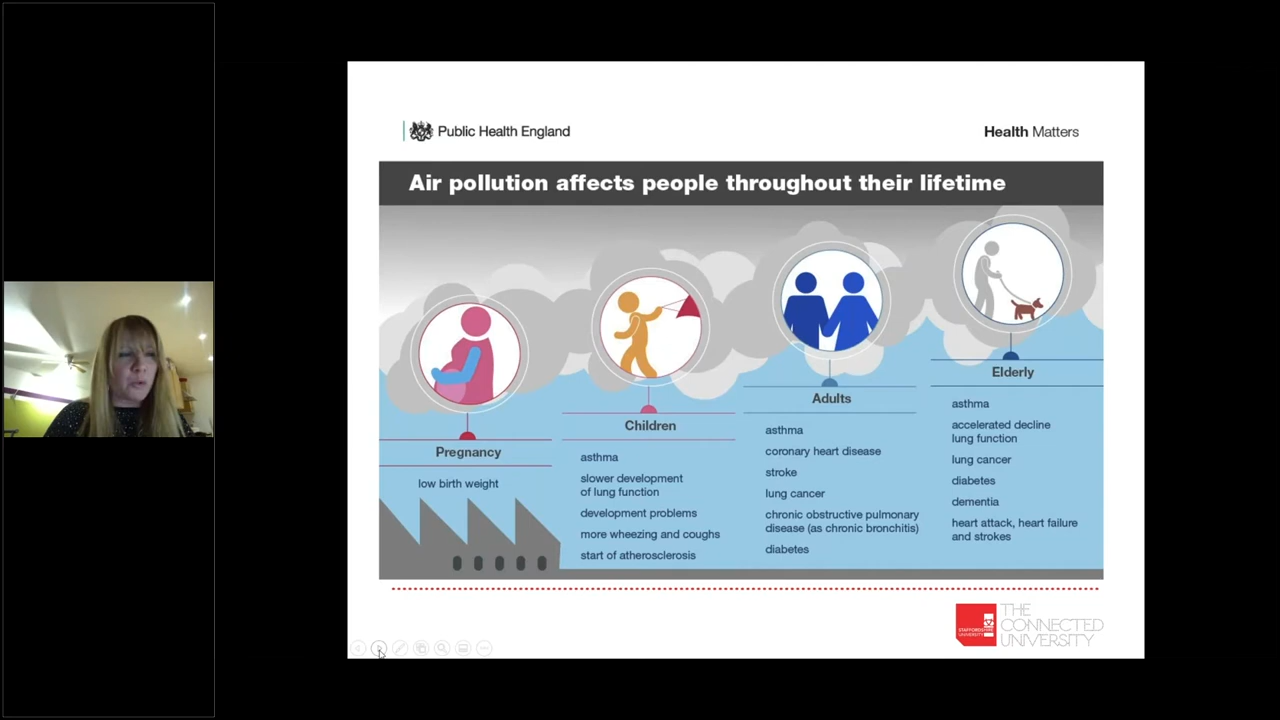 Public Health England
Health Matters
Air pollution affects people throughout their lifetime
Pregnancy
low birth weight
Children
asthma
slower development
of lung function
development problems
more wheezing and coughs
start of atherosclerosis
Adults
asthma
coronary heart disease
stroke
lung cancer
chronic obstructive pulmonary
disease (as chronic bronchitis)
diabetes
Elderly
asthma
accelerated decline
lung function
lung cancer
diabetes
dementia
heart attack, heart failure
and strokes
STAFFORDSHIRE
UNIVERSITY
THE
CONNECTED
UNIVERSITY